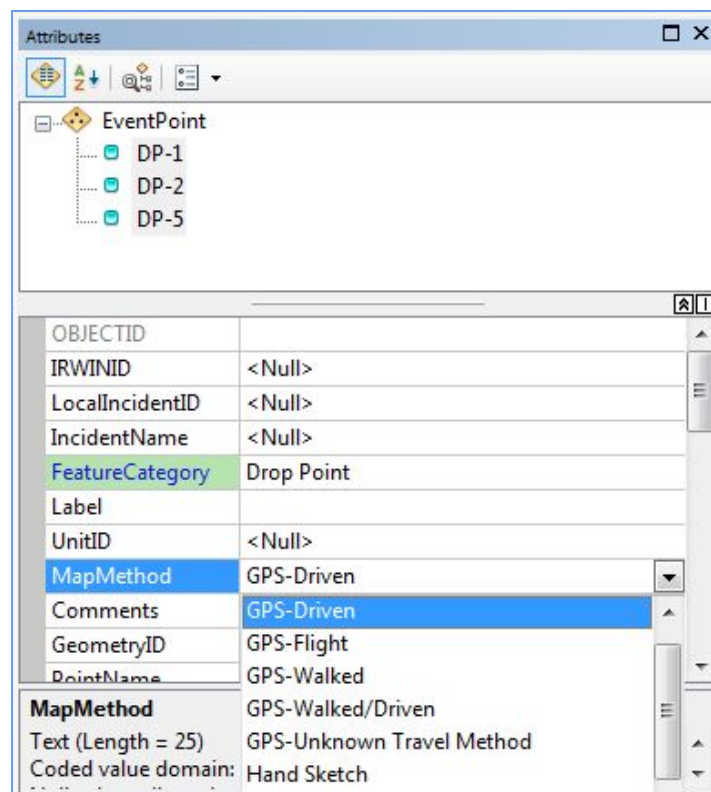 Attributes
EventPoint
DP-1
DP-2
DP-5
OBJECTID
IRWINID <Null>
LocalIncidentID <Null>
IncidentName <Null>
FeatureCategory Drop Point
Label
UnitID <Null>
MapMethod GPS-Driven
Comments GPS-Driven
GeometryID GPS-Flight
PointName GPS-Walked
MapMethod GPS-Walked/Driven
Text (Length = 25) GPS-Unknown Travel Method
Coded value domain: Hand Sketch